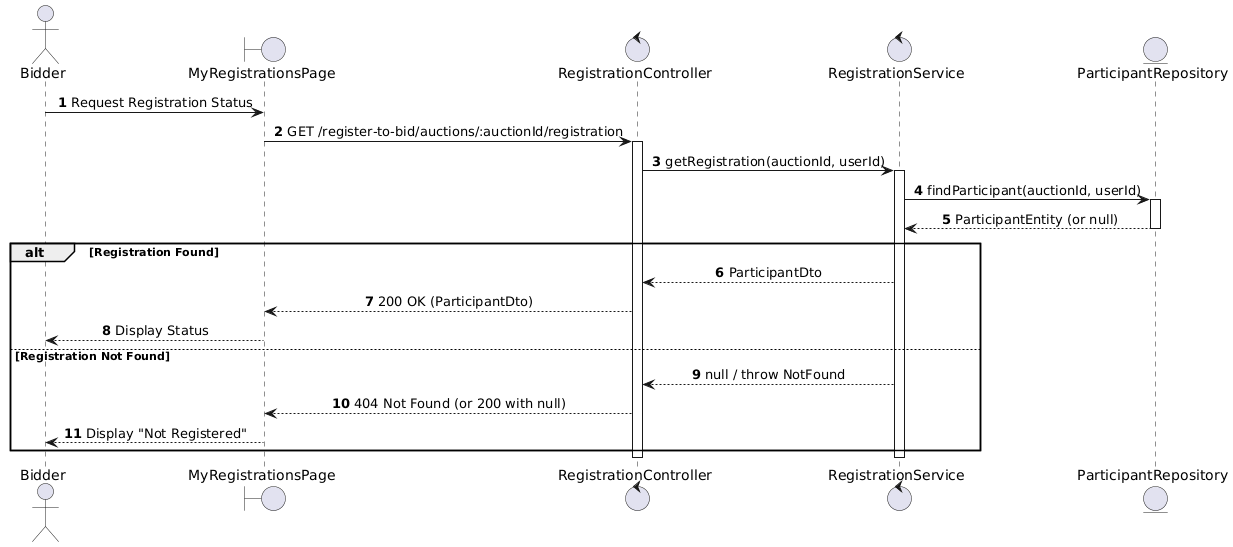 Bidder
MyRegistrationsPage
RegistrationController
RegistrationService
ParticipantRepository
1 Request Registration Status
2 GET /register-to-bid/auctions/:auctionId/registration
3 getRegistration(auctionId, userId)
4 findParticipant(auctionId, userId)
5 ParticipantEntity (or null)
alt [Registration Found]
6 ParticipantDto
7 200 OK (ParticipantDto)
8 Display Status
[Registration Not Found]
9 null / throw NotFound
10 404 Not Found (or 200 with null)
11 Display "Not Registered"
Bidder
MyRegistrationsPage
RegistrationController
RegistrationService
ParticipantRepository